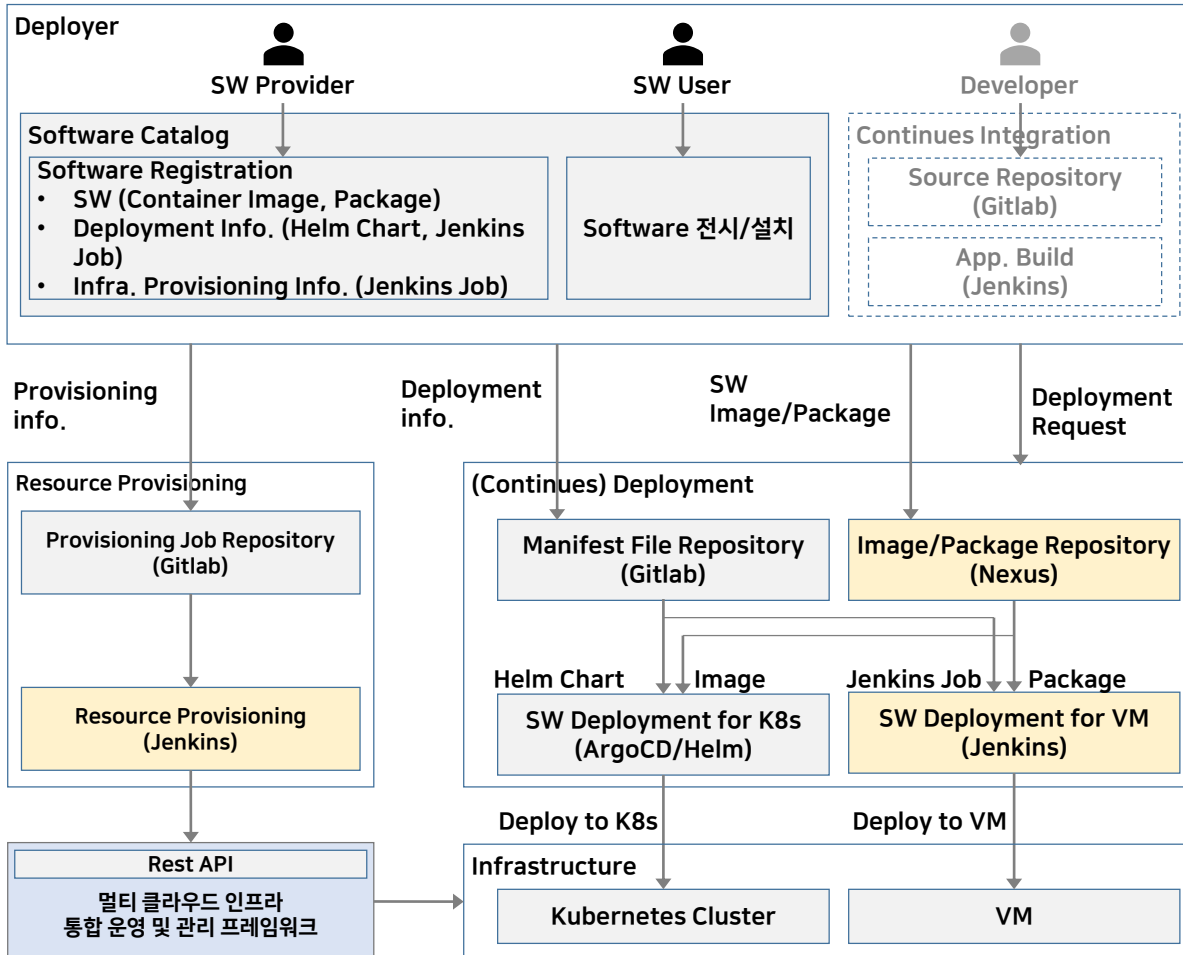 Deployer
SW Provider
SW User
Developer
Software Catalog
Software Registration
• SW (Container Image, Package)
• Deployment Info. (Helm Chart, Jenkins
Job)
• Infra. Provisioning Info. (Jenkins Job)
Software 전시/설치
Continues Integration
Source Repository
(Gitlab)
App. Build
(Jenkins)
Provisioning
info.
Deployment
info.
SW
Image/Package
Deployment
Request
Resource Provisioning
Provisioning Job Repository
(Gitlab)
Resource Provisioning
(Jenkins)
(Continues) Deployment
Manifest File Repository
(Gitlab)
Image/Package Repository
(Nexus)
Helm Chart
Image
Jenkins Job
Package
SW Deployment for K8s
(ArgoCD/Helm)
SW Deployment for VM
(Jenkins)
Deploy to K8s
Deploy to VM
Rest API
멀티 클라우드 인프라
통합 운영 및 관리 프레임워크
Infrastructure
Kubernetes Cluster
VM